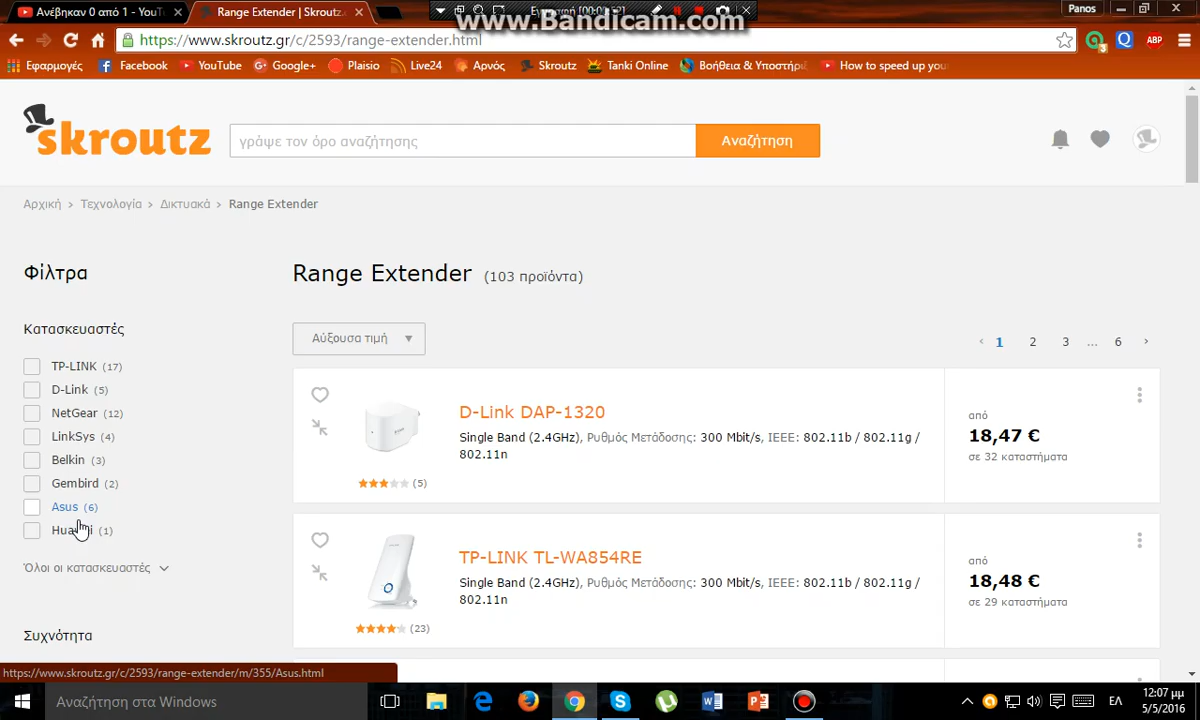 Ανέβηκαν 0 από 1 - YouTu
Range Extender | Skroutz.
www.Bandicam.com
Panos
https://www.skroutz.gr/c/2593/range-extender.html
ABP
Εφαρμογές
Facebook
YouTube
Google+
Plaisio
Live24
Αρνός
Skroutz
Tanki Online
Βοήθεια & Υποστήρι
How to speed up you
skroutz
γράψε τον όρο αναζήτησης
Αναζήτηση
Αρχική > Τεχνολογία > Δικτυακά > Range Extender
Φίλτρα
Κατασκευαστές
TP-LINK (17)
D-Link (5)
NetGear (12)
LinkSys (4)
Belkin (3)
Gembird (2)
Asus (6)
(1)
Όλοι οι κατασκευαστές
Συχνότητα
Range Extender (103 προϊόντα)
Αύξουσα τιμή
‹ 1 2 3 ... 6 ›
D-Link DAP-1320
Single Band (2.4GHz), Ρυθμός Μετάδοσης: 300 Mbit/s, IEEE: 802.11b / 802.11g /
802.11n
(5)
από
18,47 €
σε 32 καταστήματα
TP-LINK TL-WA854RE
Single Band (2.4GHz), Ρυθμός Μετάδοσης: 300 Mbit/s, IEEE: 802.11b / 802.11g /
802.11n
(23)
από
18,48 €
σε 29 καταστήματα
https://www.skroutz.gr/c/2593/range-extender/m/355/Asus.html
Αναζήτηση στα Windows
ΕΛ
12:07 μμ
5/5/2016